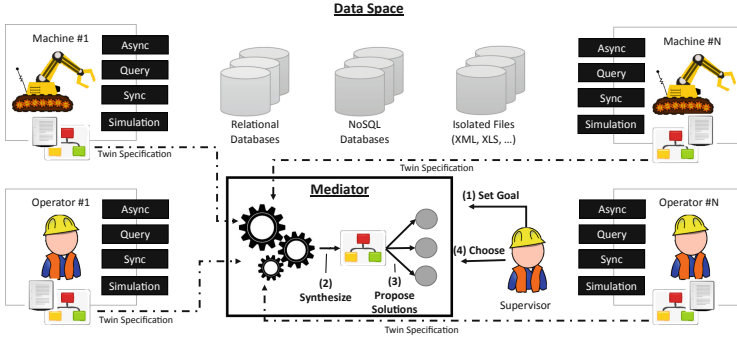 Data Space
Machine #1
Async
Query
Sync
Simulation
Twin Specification
Relational
Databases
NoSQL
Databases
Isolated Files
(XML, XLS, ...)
Machine #N
Async
Query
Sync
Simulation
Twin Specification
Mediator
(1) Set Goal
(4) Choose
(2)
Synthesize
(3)
Propose
Solutions
Supervisor
Operator #1
Async
Query
Sync
Simulation
Twin Specification
Operator #N
Async
Query
Sync
Simulation
Twin Specification